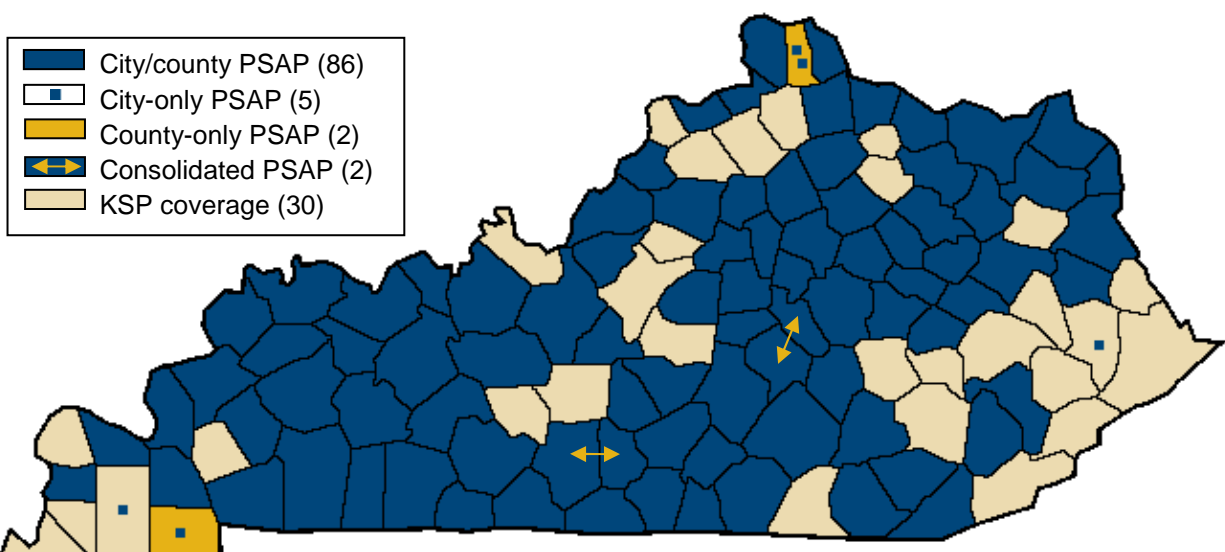 City/county PSAP (86)
City-only PSAP (5)
County-only PSAP (2)
Consolidated PSAP (2)
KSP coverage (30)